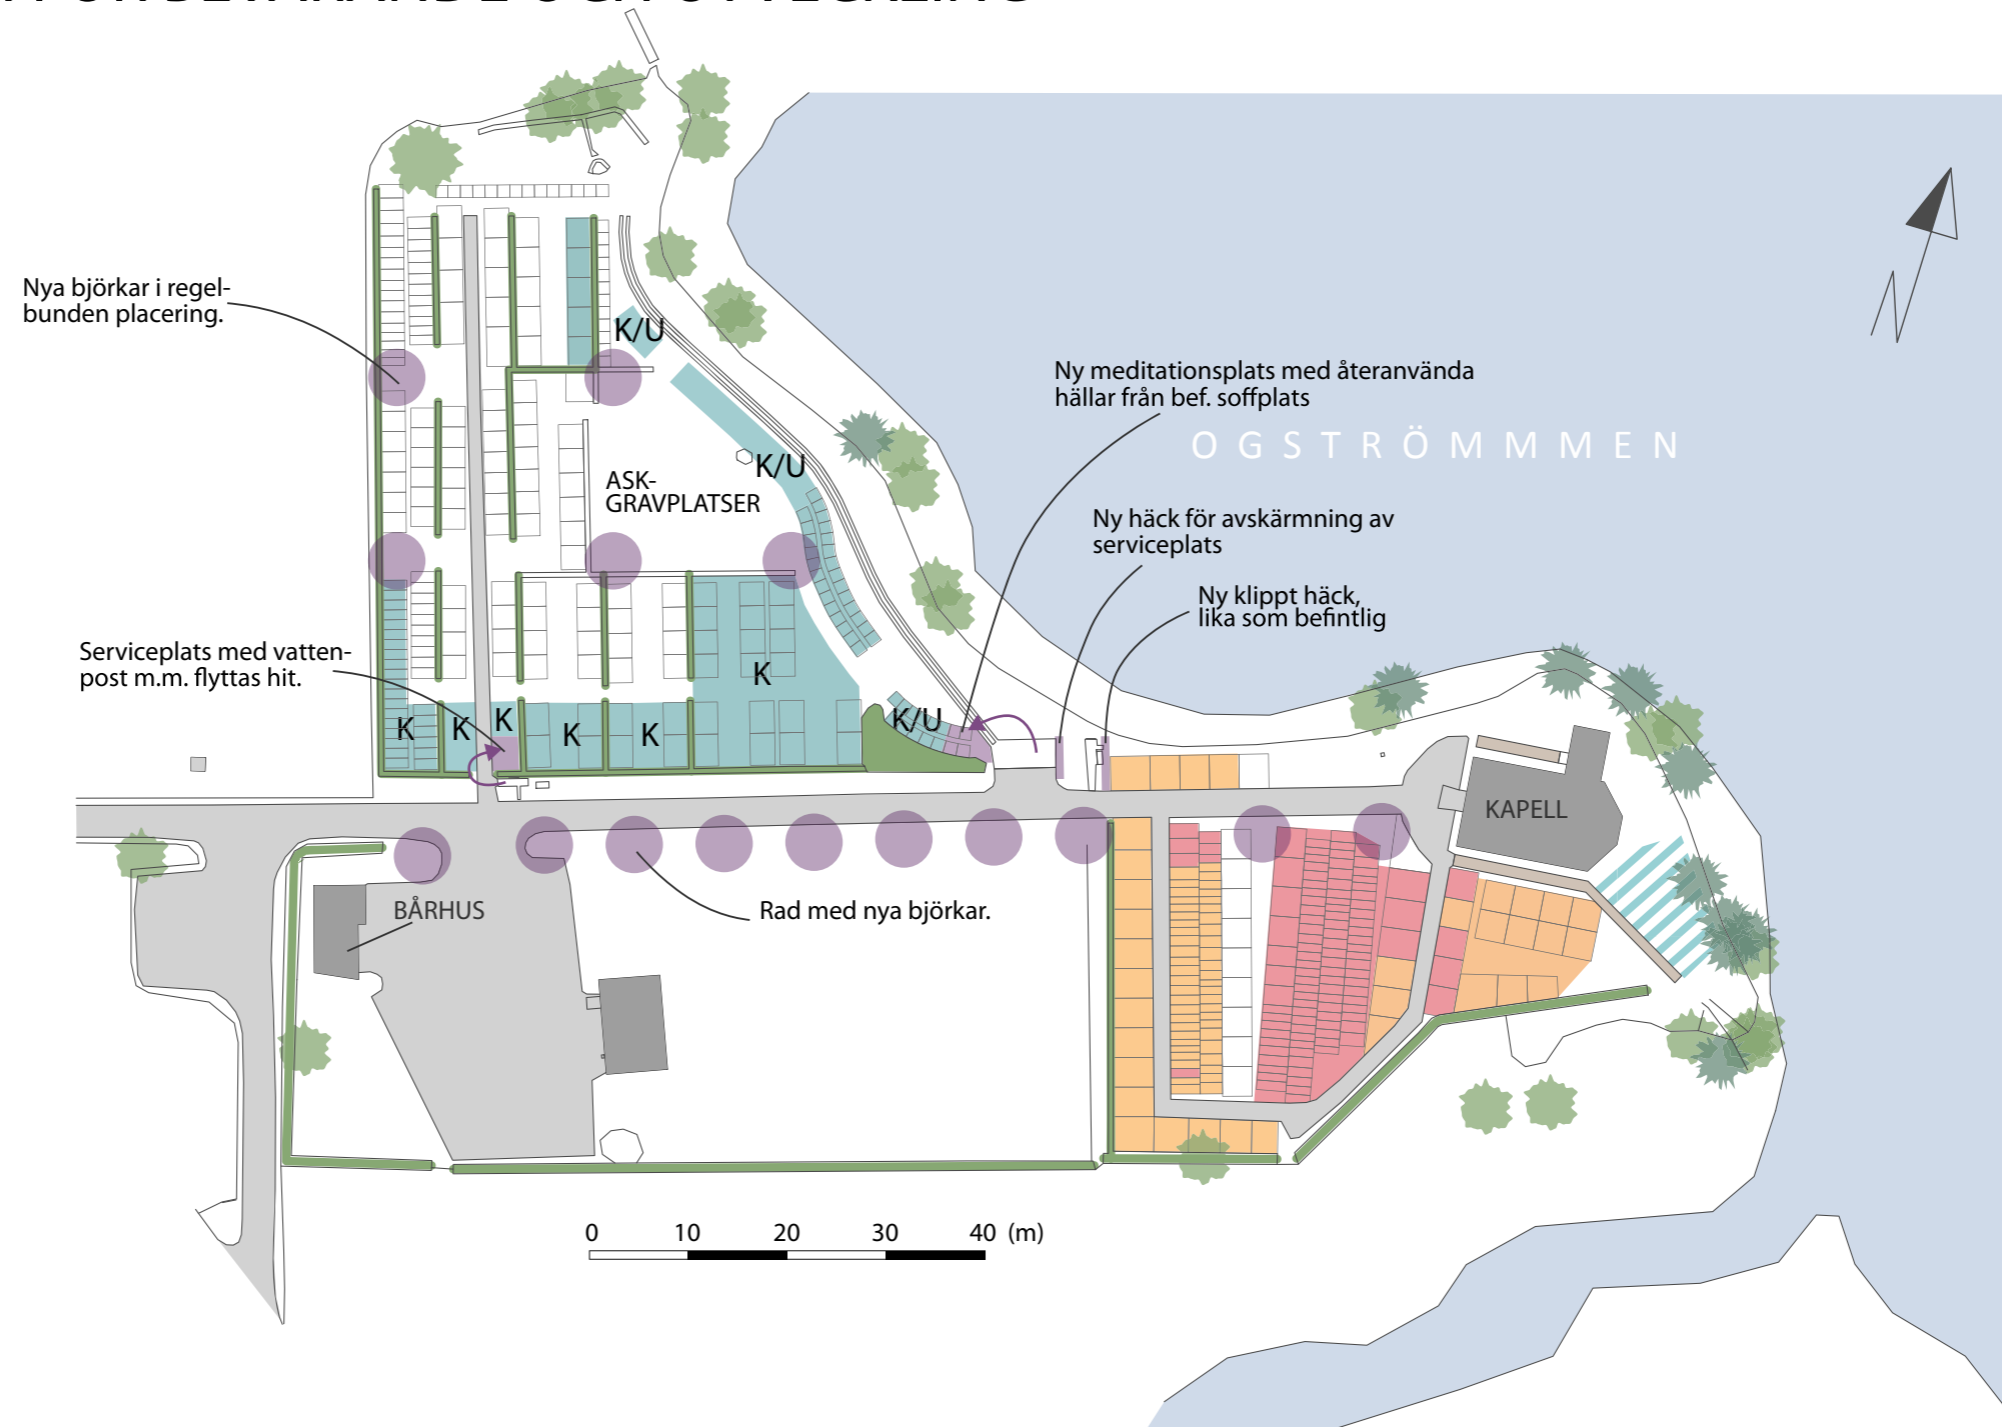 Nya björkar i regel-
bunden placering.
K/U
Ny meditationsplats med återanvända
hällar från bef. soffplats
OGSTRÖMMMEN
K/U
ASK-
GRAVPLATSER
Ny häck för avskärmning av
serviceplats
Ny klippt häck,
lika som befintlig
Serviceplats med vatten-
post m.m. flyttas hit.
K
K/U
K
K
K
K
K
KAPELL
BÅRHUS
Rad med nya björkar.
0 10 20 30 40 (m)